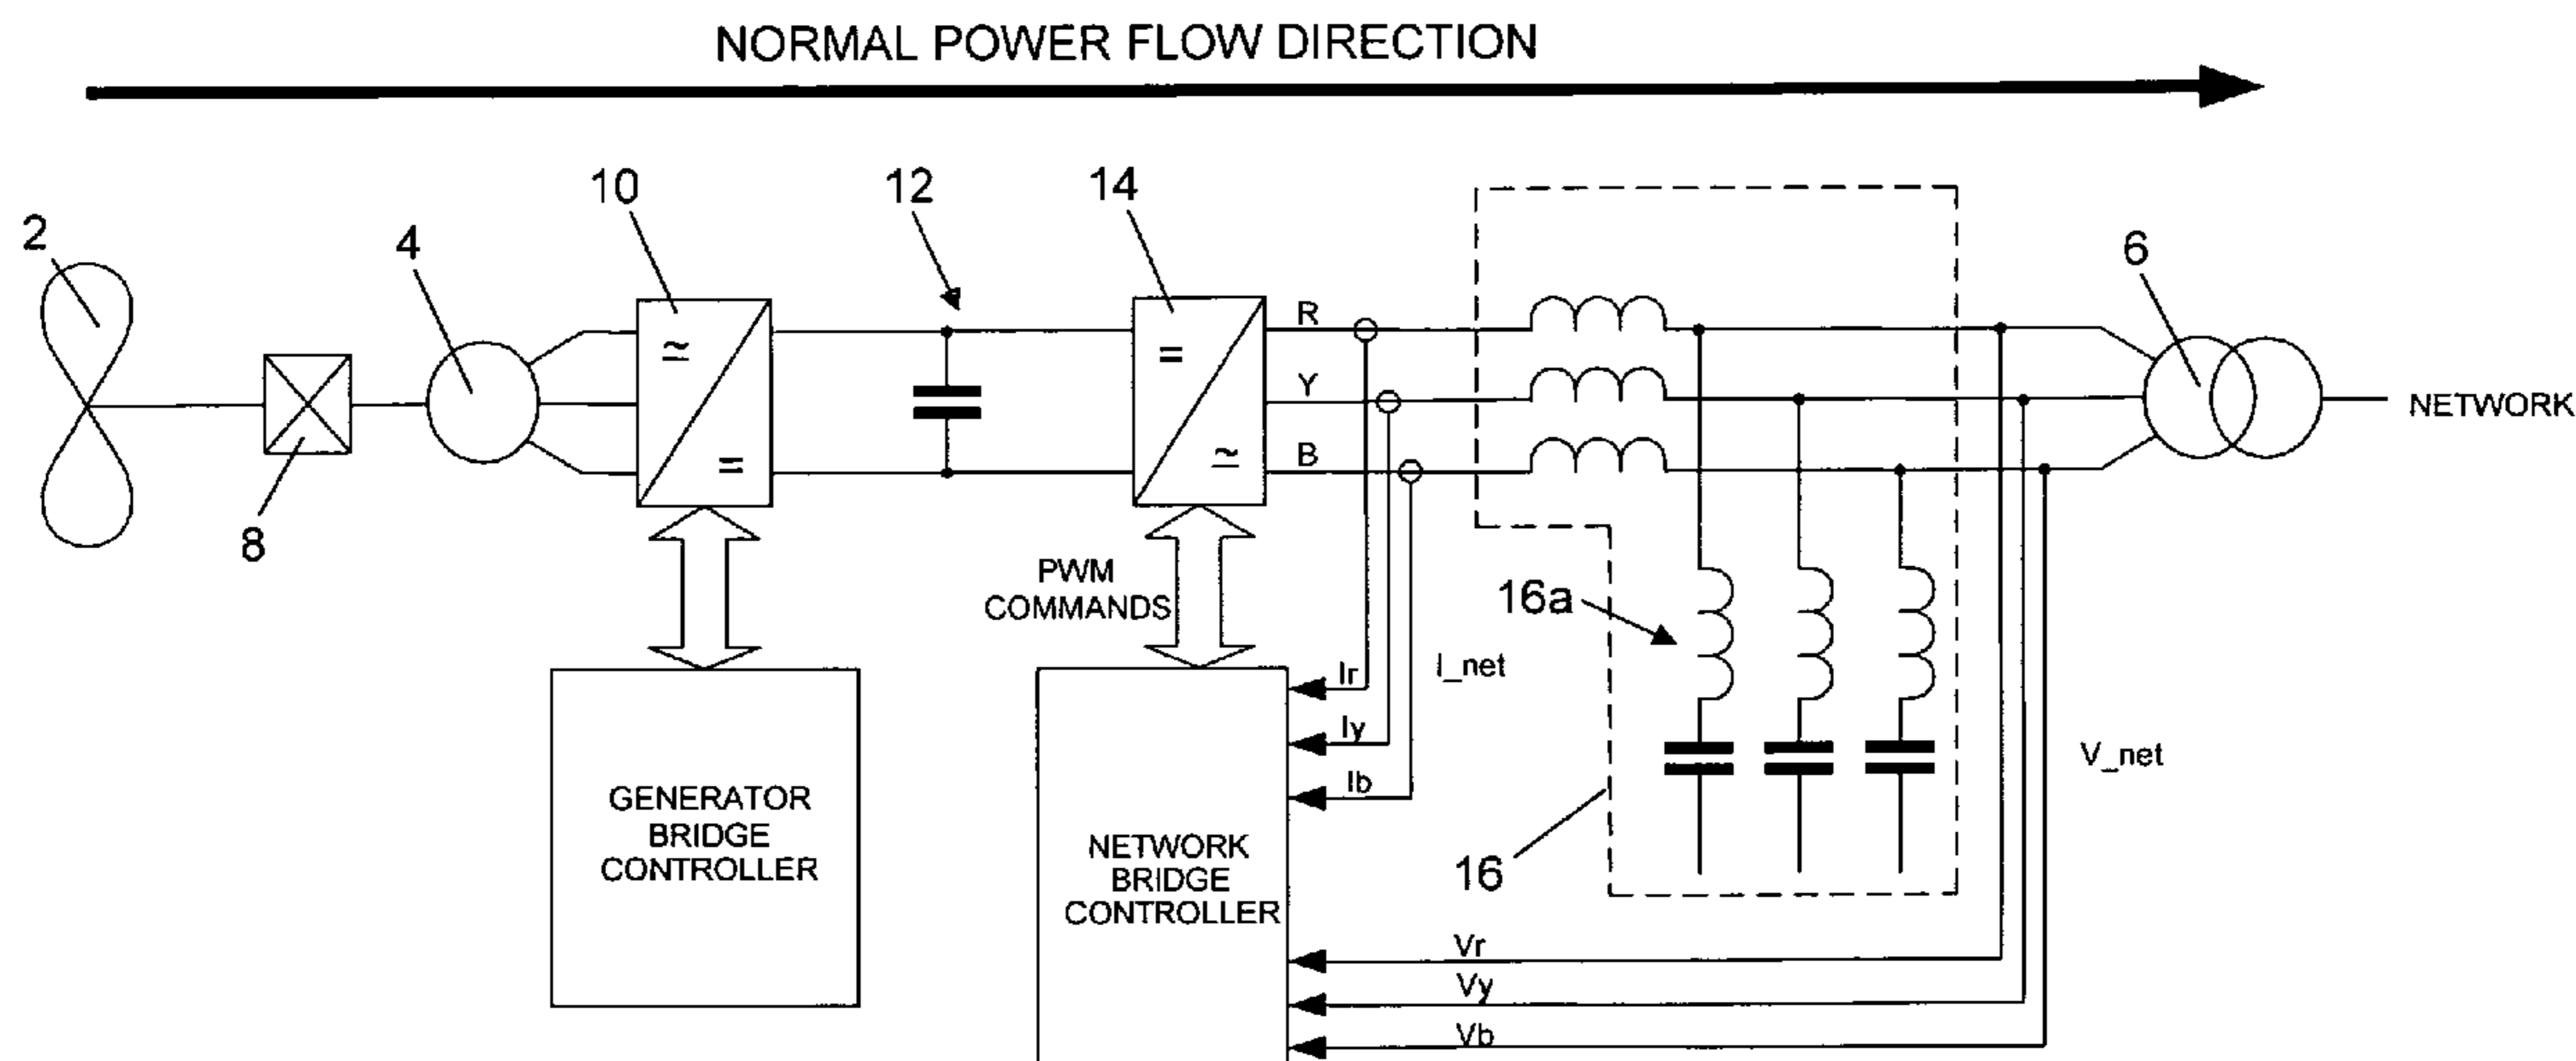 NORMAL POWER FLOW DIRECTION
2
8
4
10
12
14
R
Y
B
6
NETWORK
PWM
COMMANDS
16a
16
Ir
Iy
Ib
I_net
V_net
GENERATOR
BRIDGE
CONTROLLER
NETWORK
BRIDGE
CONTROLLER
Vr
Vy
Vb